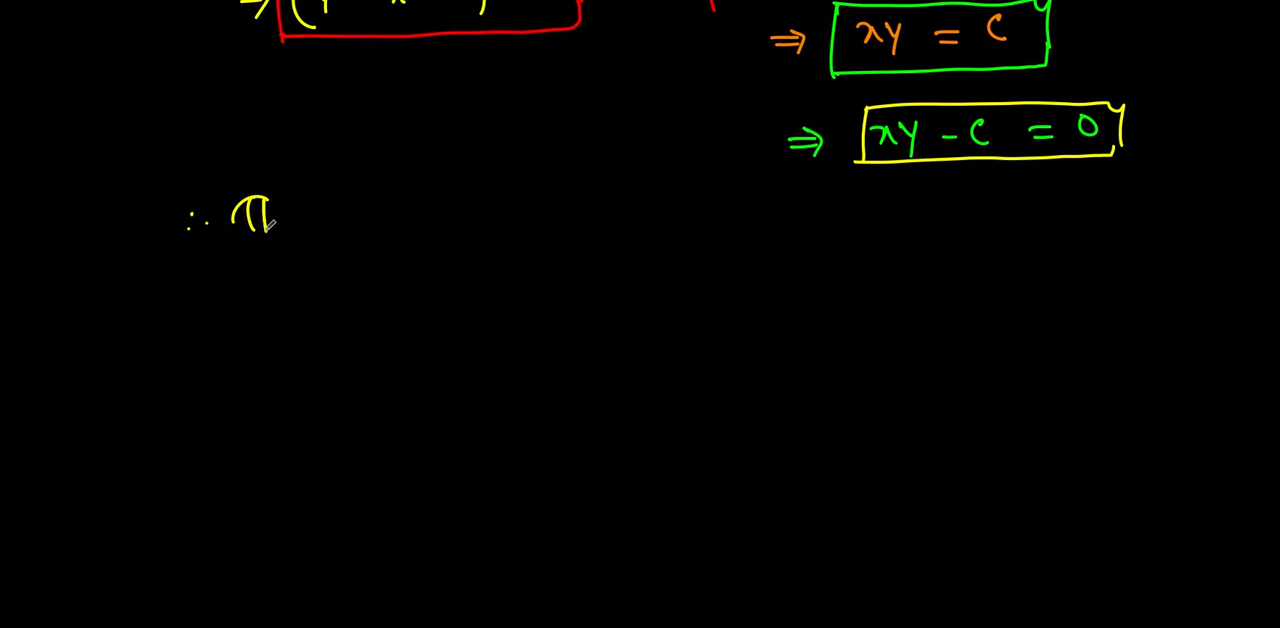 ⇒ xy = c
⇒ xy - c = 0
∴ π